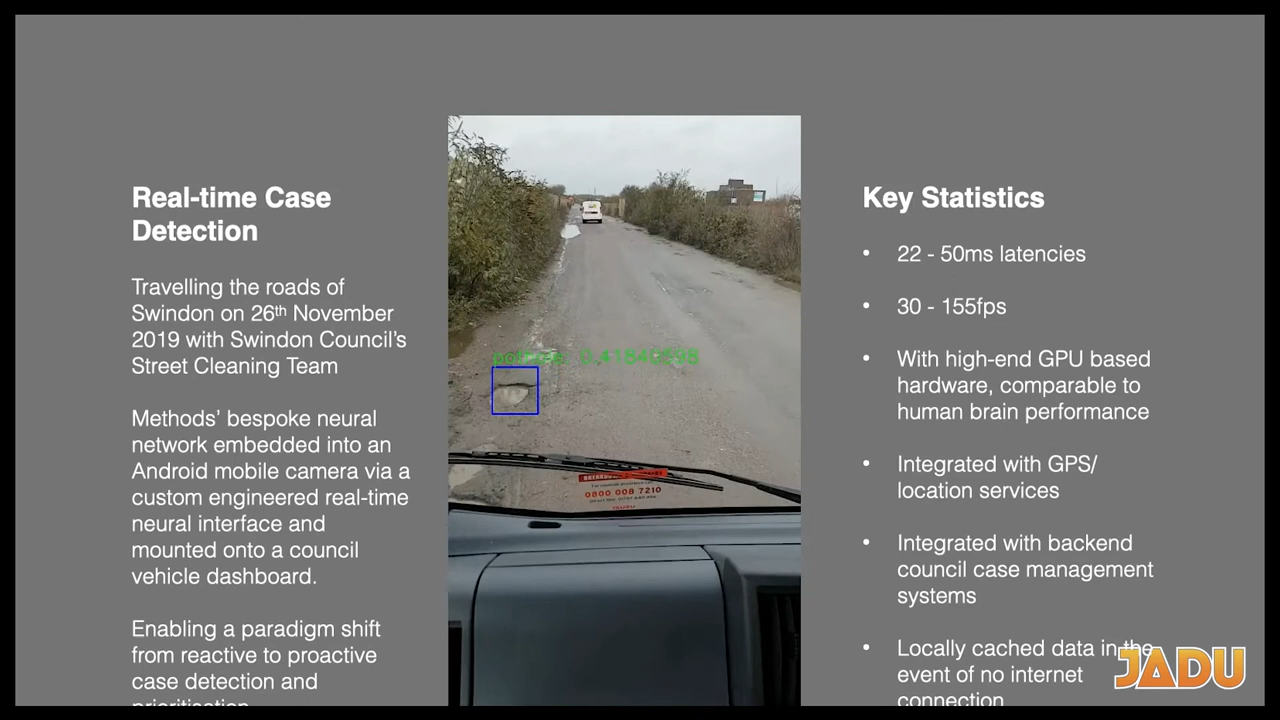 Real-time Case
Detection
Travelling the roads of
Swindon on 26th November
2019 with Swindon Council's
Street Cleaning Team
Methods' bespoke neural
network embedded into an
Android mobile camera via a
custom engineered real-time
neural interface and
mounted onto a council
vehicle dashboard.
Enabling a paradigm shift
from reactive to proactive
case detection and
prioritisation
pothole: 0.41840598
0800 008 7210
ISUZU
Key Statistics
• 22 - 50ms latencies
• 30 - 155fps
• With high-end GPU based
hardware, comparable to
human brain performance
• Integrated with GPS/
location services
• Integrated with backend
council case management
systems
• Locally cached data in the
event of no internet
connection
JADU